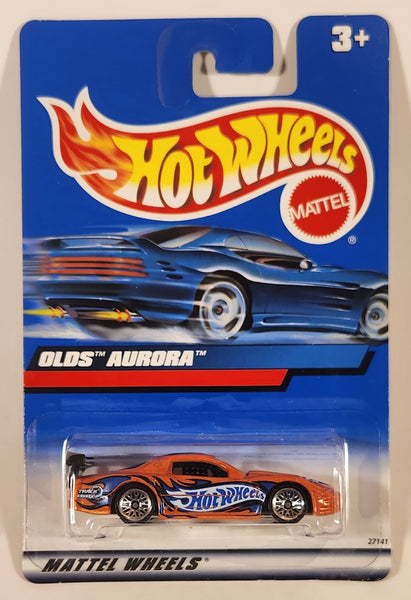 3+
HOT WHEELS
MATTEL
®
OLDS™ AURORA™
HOT WHEELS
27141
MATTEL WHEELS®